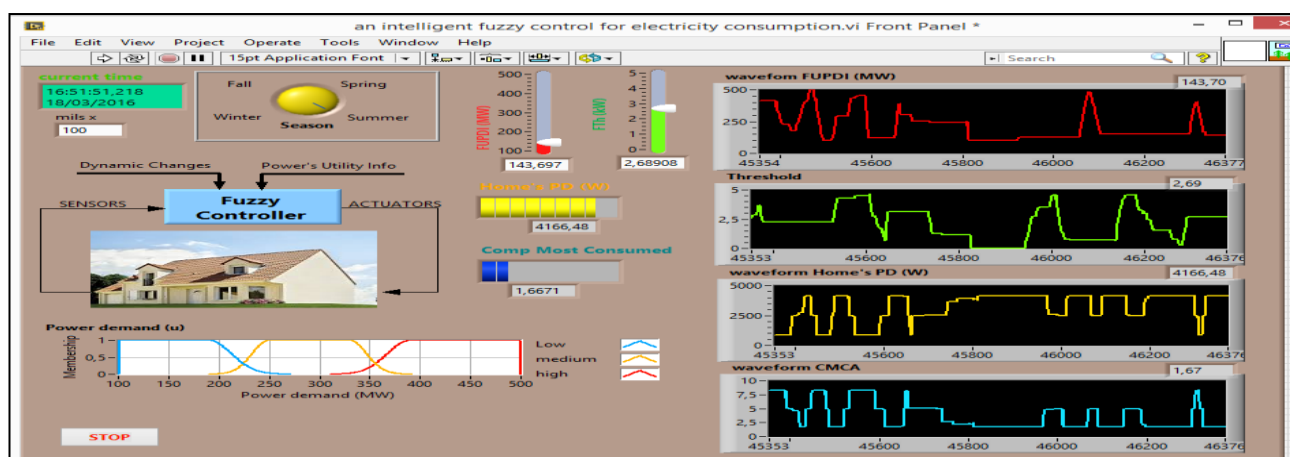 an intelligent fuzzy control for electricity consumption.vi Front Panel *
File Edit View Project Operate Tools Window Help
15pt Application Font
Search
current time
16:51:51,218
18/03/2016
mils x
100
Fall
Spring
Winter
Summer
Season
500
400
300
200
100
FUPDI (MW)
143,697
5
4
3
2
1
0
FTh (kW)
2,68908
Dynamic Changes
Power's Utility Info
SENSORS
Fuzzy
Controller
ACTUATORS
Home's PD (W)
4166,48
Comp Most Consumed
1,6671
Power demand (u)
Membership
1
0,5
0
100 150 200 250 300 350 400 450 500
Power demand (MW)
Low
medium
high
STOP
wavefom FUPDI (MW)
143,70
500
250
0
45354 45600 45800 46000 46200 46377
Threshold
2,69
5
2,5
0
45353 45600 45800 46000 46200 46376
waveform Home's PD (W)
4166,48
5000
2500
0
45353 45600 45800 46000 46200 46376
waveform CMCA
1,67
10
7,5
5
2,5
0
45353 45600 45800 46000 46200 46376